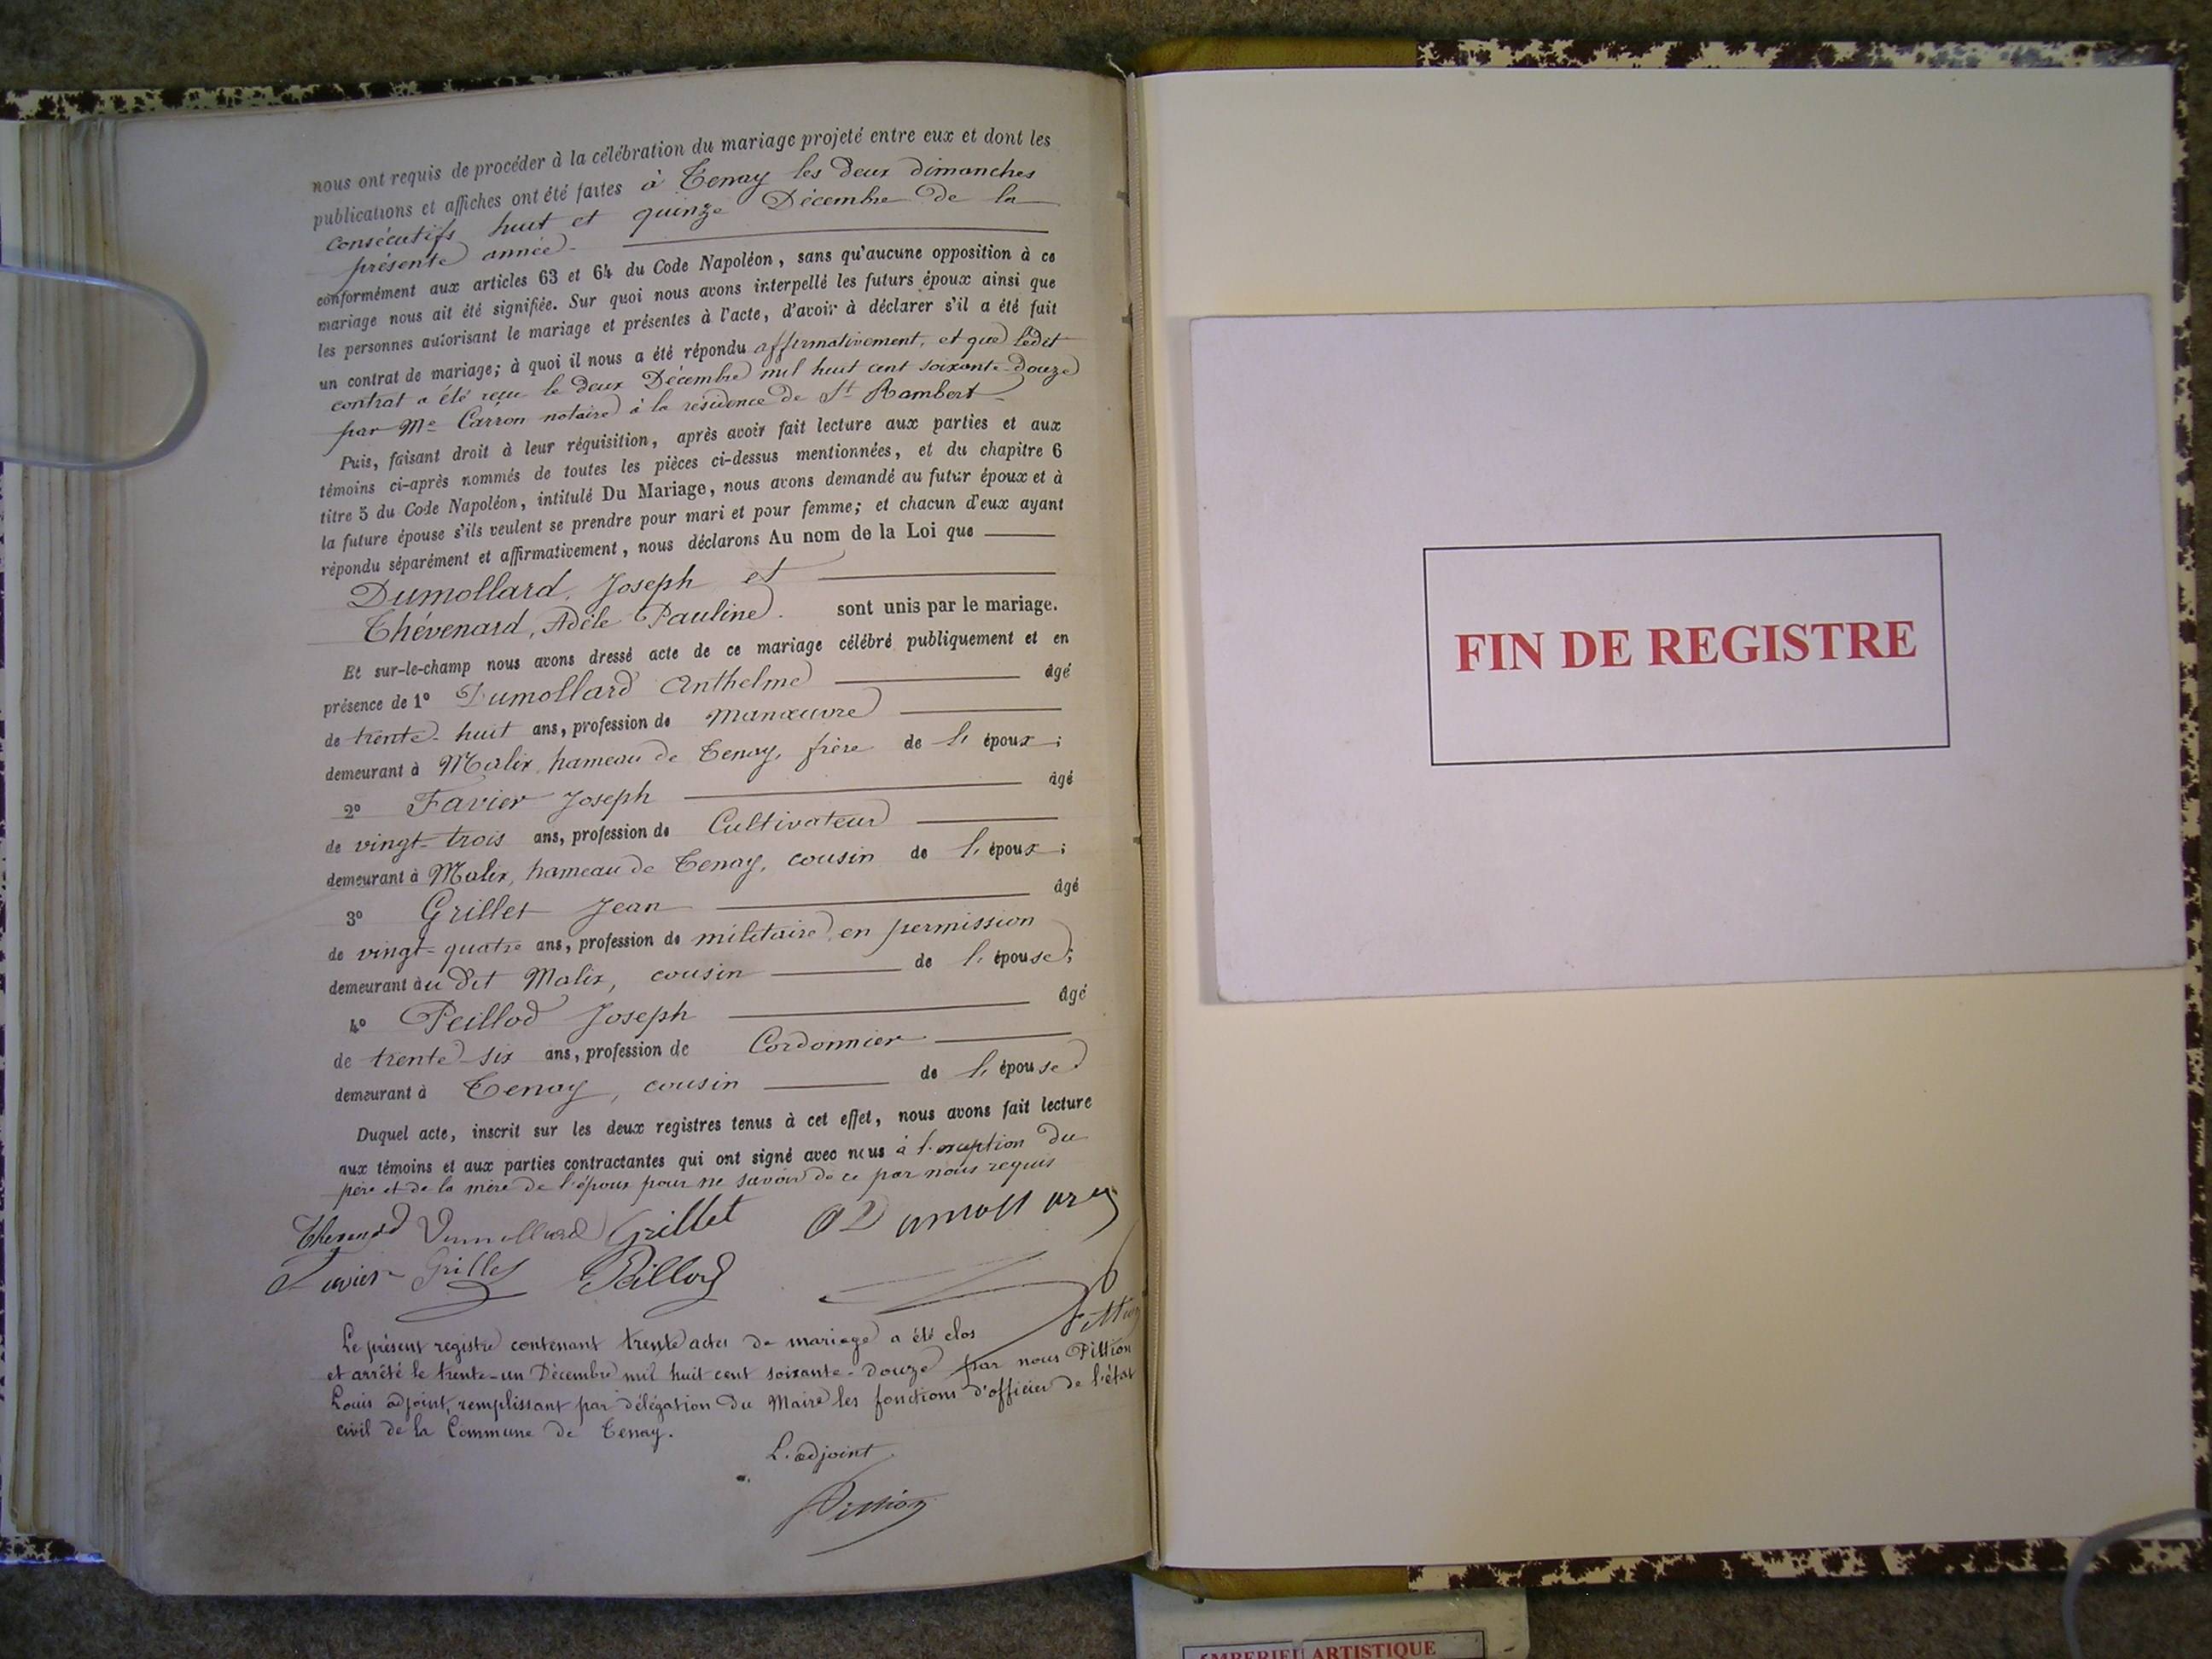 nous ont requis de procéder à la célébration du mariage projeté entre eux et dont les
publications et affiches ont été faites à Tenay les deux dimanches
consécutifs huit et quinze Décembre de la
présente année.
conformément aux articles 63 et 64 du Code Napoléon, sans qu'aucune opposition à ce
mariage nous ait été signifiée. Sur quoi nous avons interpellé les futurs époux ainsi que
les personnes autorisant le mariage et présentes à l'acte, d'avoir à déclarer s'il a été fait
un contrat de mariage; à quoi il nous a été répondu affirmativement, et que ledit
contrat a été reçu le deux Décembre mil huit cent soixante-douze
par Me Carron notaire à la résidence de St Rambert
Puis, faisant droit à leur réquisition, après avoir fait lecture aux parties et aux
témoins ci-après nommés de toutes les pièces ci-dessus mentionnées, et du chapitre 6
titre 5 du Code Napoléon, intitulé Du Mariage, nous avons demandé au futur époux et à
la future épouse s'ils veulent se prendre pour mari et pour femme; et chacun d'eux ayant
répondu séparément et affirmativement, nous déclarons Au nom de la Loi que
Dumollard, Joseph et
Thévenard, Adèle Pauline. sont unis par le mariage.
Et sur-le-champ nous avons dressé acte de ce mariage célébré publiquement et en
présence de 1° Dumollard Anthelme âgé
de trente-huit ans, profession de manœuvre
demeurant à Malix, hameau de Tenay, frère de l'époux;
2° Favier Joseph âgé
de vingt-trois ans, profession de Cultivateur
demeurant à Malix, hameau de Tenay, cousin de l'époux;
3° Grillet Jean âgé
de vingt-quatre ans, profession de militaire en permission
demeurant àu dit Malix, cousin de l'épouse;
4° Peillod Joseph âgé
de trente-six ans, profession de Cordonnier
demeurant à Tenay, cousin de l'épouse
Duquel acte, inscrit sur les deux registres tenus à cet effet, nous avons fait lecture
aux témoins et aux parties contractantes qui ont signé avec nous à l'exception du
père et de la mère de l'époux pour ne savoir de ce par nous requis
Dumollard Grillet A Dumollard
Favier Grillet Peillod
Pittion
Le présent registre contenant trente actes de mariage a été clos
et arrêté le trente-un Décembre mil huit cent soixante-douze par nous Pittion
Louis adjoint, remplissant par délégation du Maire les fonctions d'officier de l'état
civil de la Commune de Tenay.
L'adjoint
Pittion
FIN DE REGISTRE
AMBERIEU ARTISTIQUE